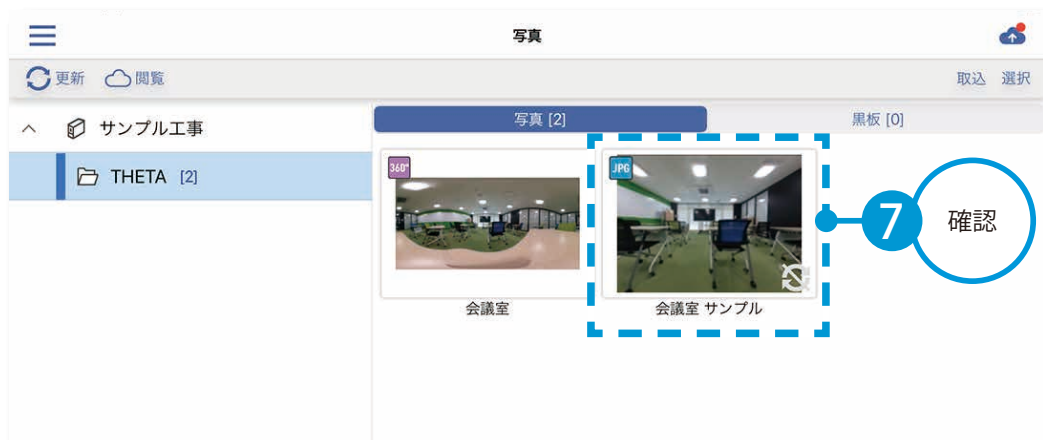 写真
更新 閲覧 取込 選択
サンプル工事
THETA [2]
写真 [2] 黒板 [0]
360°
JPG
7 確認
会議室
会議室 サンプル